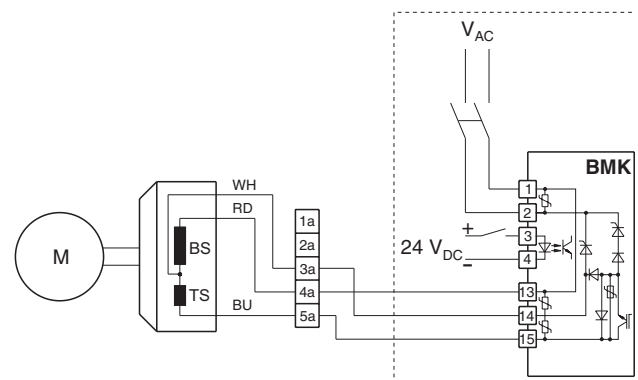 V_AC
BMK
1
2
WH
RD
1a
2a
+
24 V_DC
−
3
4
M
BS
3a
4a
13
14
TS
BU
5a
15